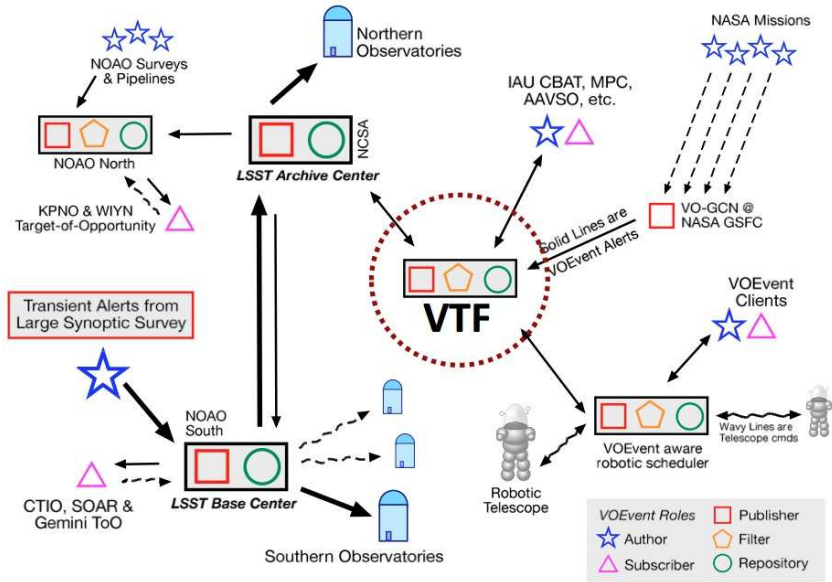 NOAO Surveys
& Pipelines
NOAO North
KPNO & WIYN
Target-of-Opportunity
Northern
Observatories
NCSA
LSST Archive Center
IAU CBAT, MPC,
AAVSO, etc.
NASA Missions
VO-GCN @
NASA GSFC
Solid Lines are
VOEvent Alerts
VTF
VOEvent
Clients
Transient Alerts from
Large Synoptic Survey
NOAO
South
LSST Base Center
CTIO, SOAR &
Gemini ToO
Southern Observatories
Robotic
Telescope
VOEvent aware
robotic scheduler
Wavy Lines are
Telescope cmds
VOEvent Roles
Author
Subscriber
Publisher
Filter
Repository